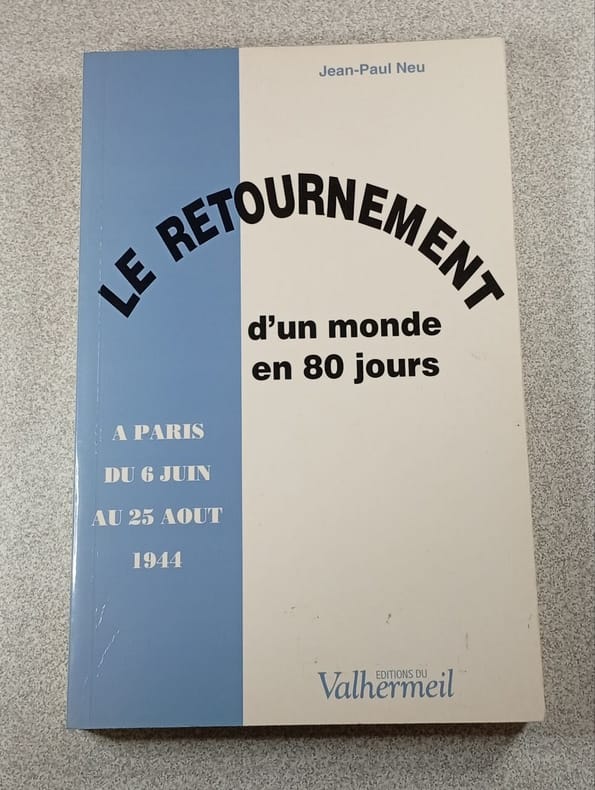 Jean-Paul Neu
LE RETOURNEMENT
d'un monde
en 80 jours
A PARIS
DU 6 JUIN
AU 25 AOUT
1944
EDITIONS DU
Valhermeil